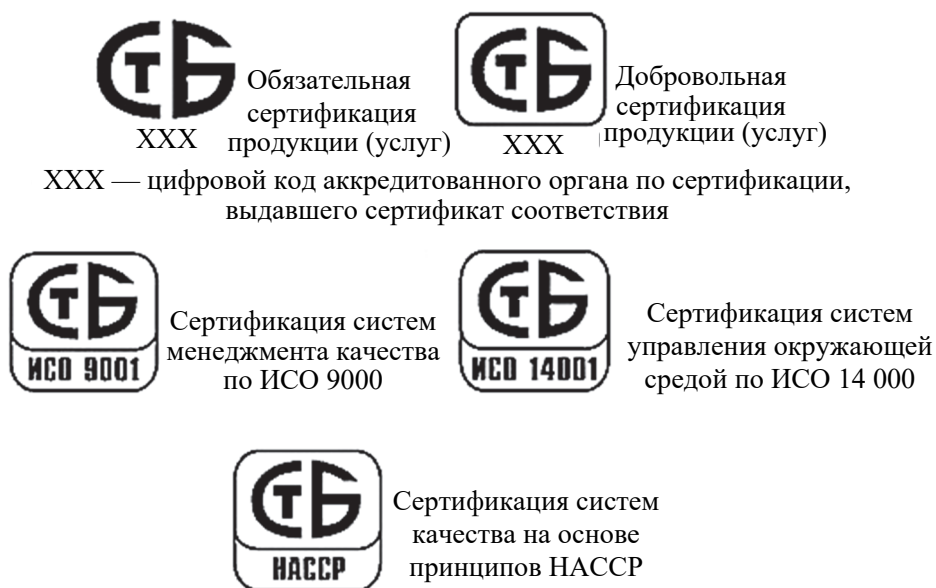 СТБ
Обязательная
сертификация
XXX продукции (услуг)
СТБ
Добровольная
сертификация
XXX продукции (услуг)
XXX — цифровой код аккредитованного органа по сертификации,
выдавшего сертификат соответствия
СТБ
ИСО 9001
Сертификация систем
менеджмента качества
по ИСО 9000
СТБ
ИСО 14001
Сертификация систем
управления окружающей
средой по ИСО 14 000
СТБ
НАССР
Сертификация систем
качества на основе
принципов НАССР